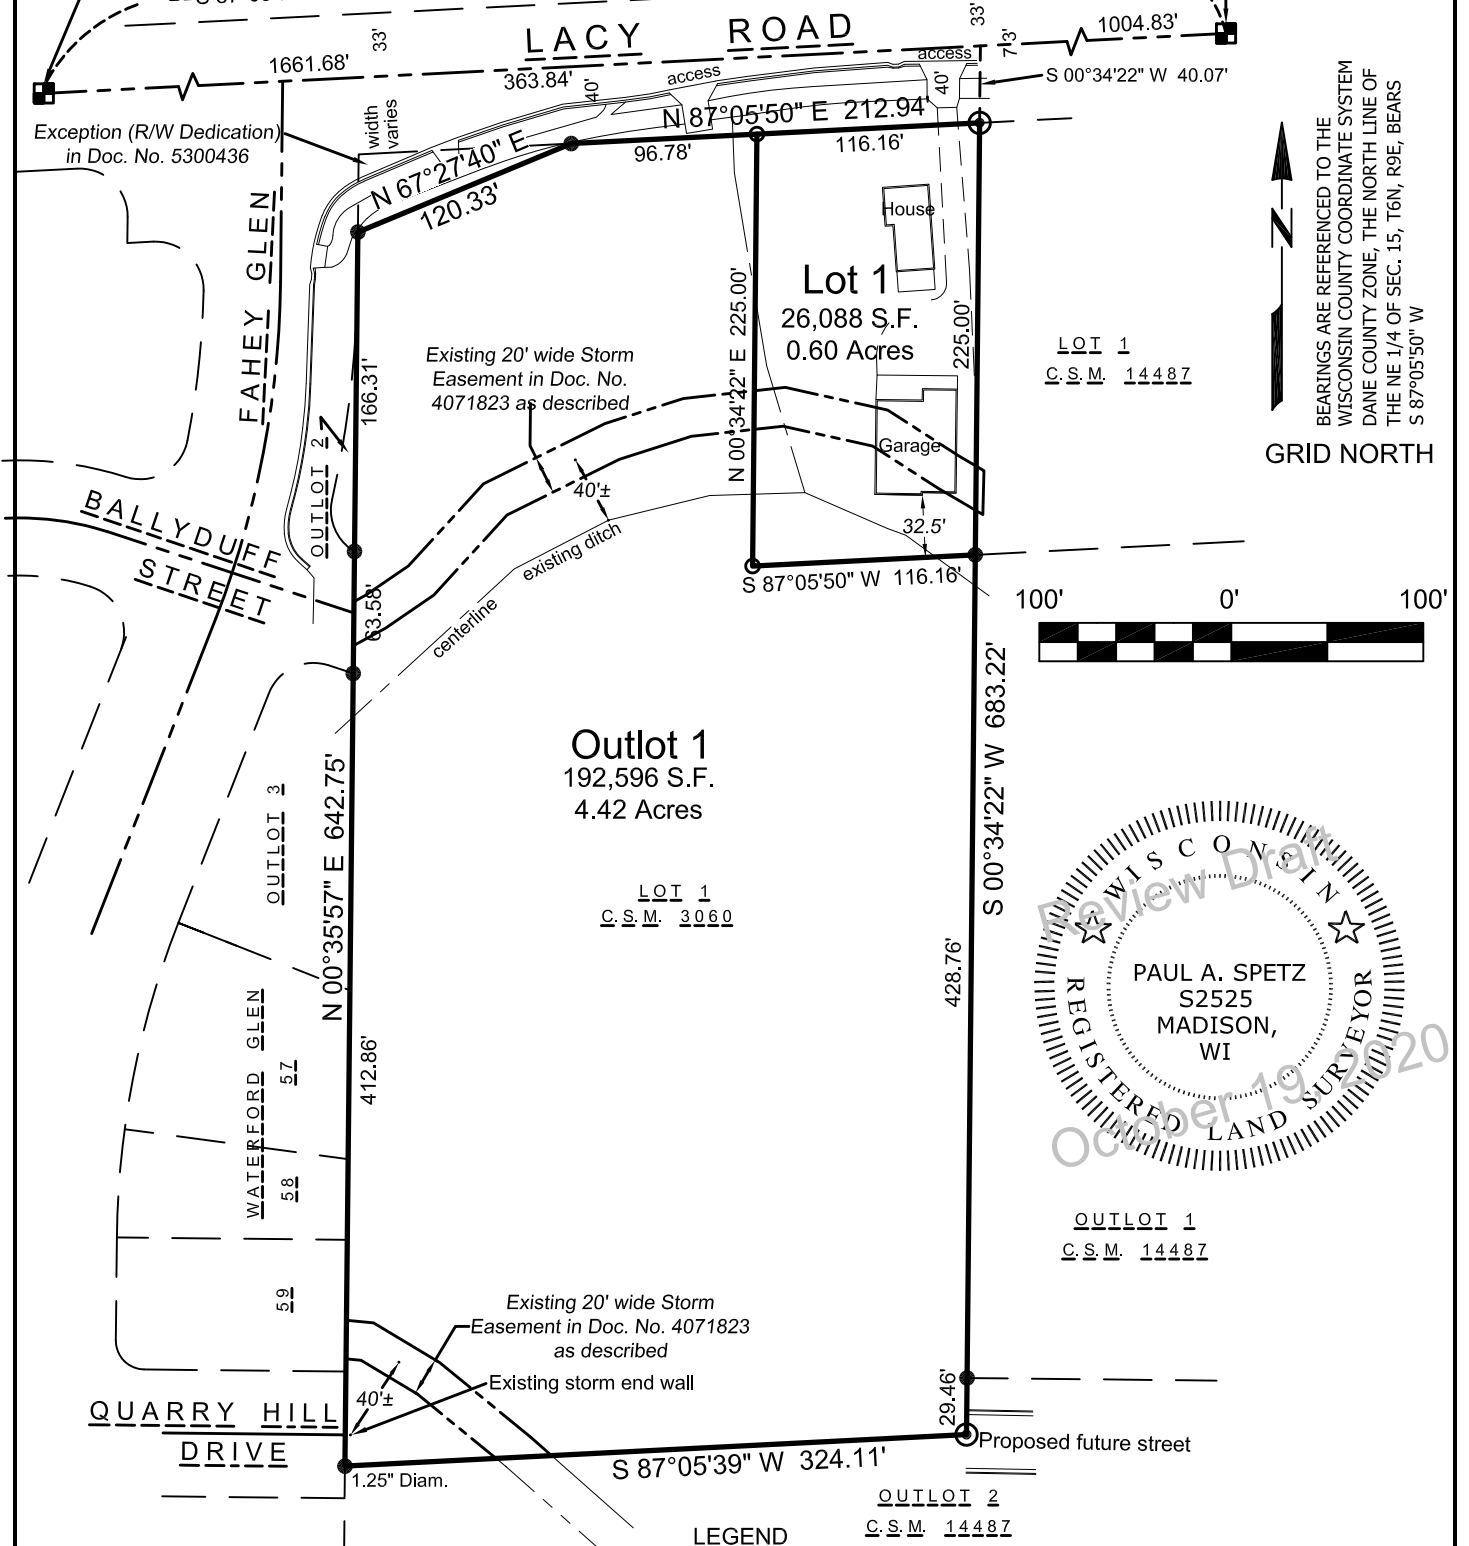 1004.83'
33'
33'
LACY ROAD
7.3'
1661.68'
363.84'
40'
access
access
40'
S 00°34'22" W 40.07'
Exception (R/W Dedication)
in Doc. No. 5300436
width
varies
N 87°05'50" E 212.94'
96.78'
116.16'
N 67°27'40" E
120.33'
FAHEY GLEN
House
Lot 1
26,088 S.F.
0.60 Acres
N 00°34'22" E 225.00'
225.00'
LOT 1
C.S.M. 14487
BEARINGS ARE REFERENCED TO THE
WISCONSIN COUNTY COORDINATE SYSTEM
DANE COUNTY ZONE, THE NORTH LINE OF
THE NE 1/4 OF SEC. 15, T6N, R9E, BEARS
S 87°05'50" W
N
GRID NORTH
Existing 20' wide Storm
Easement in Doc. No.
4071823 as described
166.31'
OUTLOT 2
Garage
40'±
32.5'
BALLYDUFF
STREET
existing ditch
centerline
63.58'
S 87°05'50" W 116.16'
100' 0' 100'
Outlot 1
192,596 S.F.
4.42 Acres
LOT 1
C.S.M. 3060
OUTLOT 3
N 00°35'57" E 642.75'
S 00°34'22" W 683.22'
428.76'
412.86'
WATERFORD GLEN
57
58
59
WISCONSIN
REGISTERED LAND SURVEYOR
PAUL A. SPETZ
S2525
MADISON,
WI
Review Draft
October 19, 2020
OUTLOT 1
C.S.M. 14487
Existing 20' wide Storm
Easement in Doc. No. 4071823
as described
Existing storm end wall
40'±
29.46'
QUARRY HILL
DRIVE
Proposed future street
1.25" Diam.
S 87°05'39" W 324.11'
OUTLOT 2
C.S.M. 14487
LEGEND